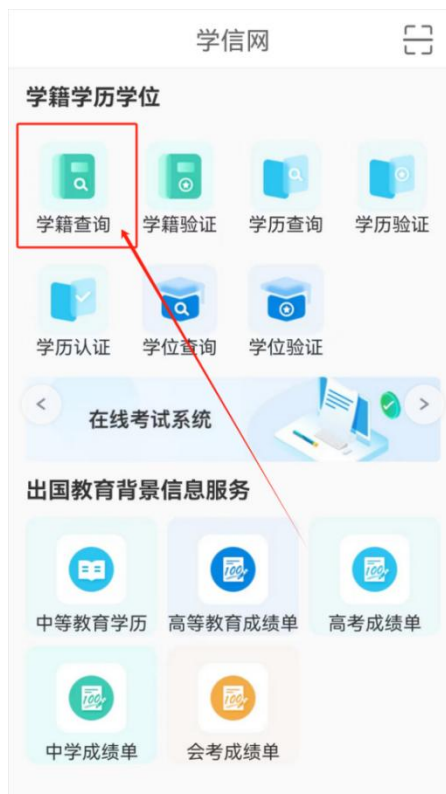 学信网
学籍学历学位
学籍查询 学籍验证 学历查询 学历验证
学历认证 学位查询 学位验证
在线考试系统
出国教育背景信息服务
中等教育学历 高等教育成绩单 高考成绩单
中学成绩单 会考成绩单